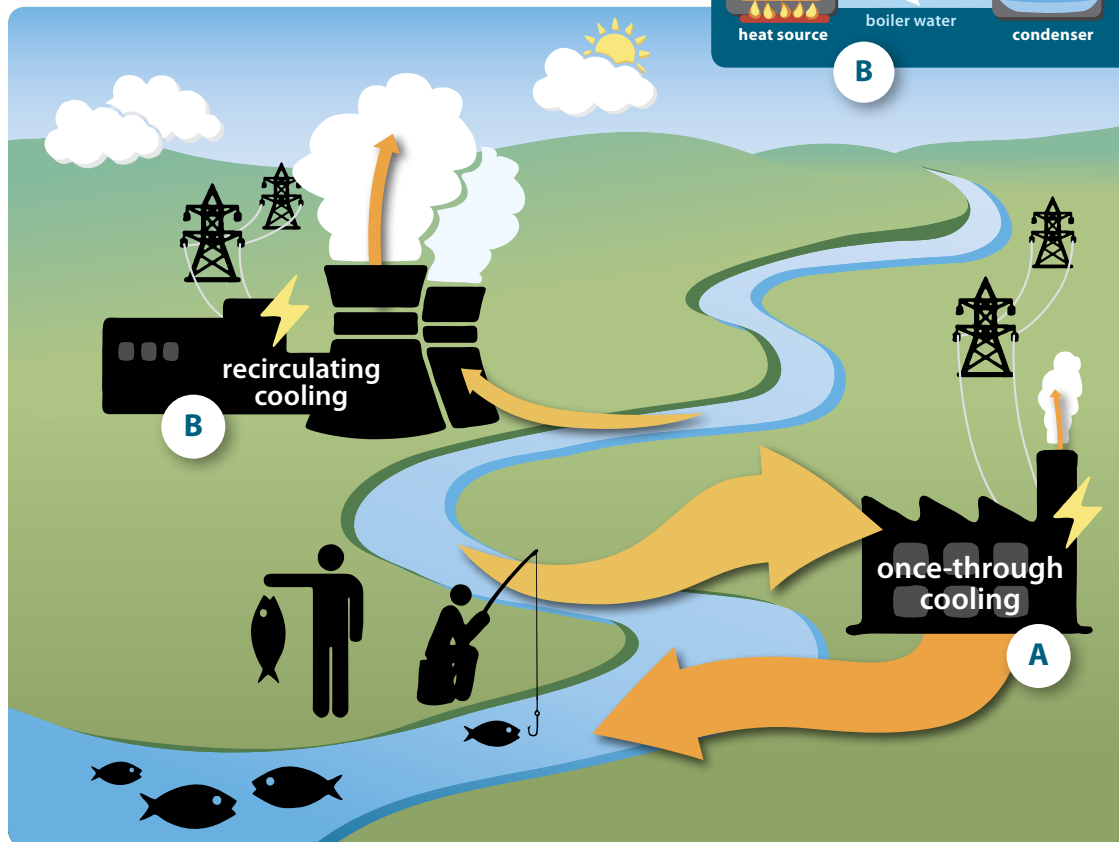 boiler water
heat source
condenser
B
recirculating
cooling
B
once-through
cooling
A